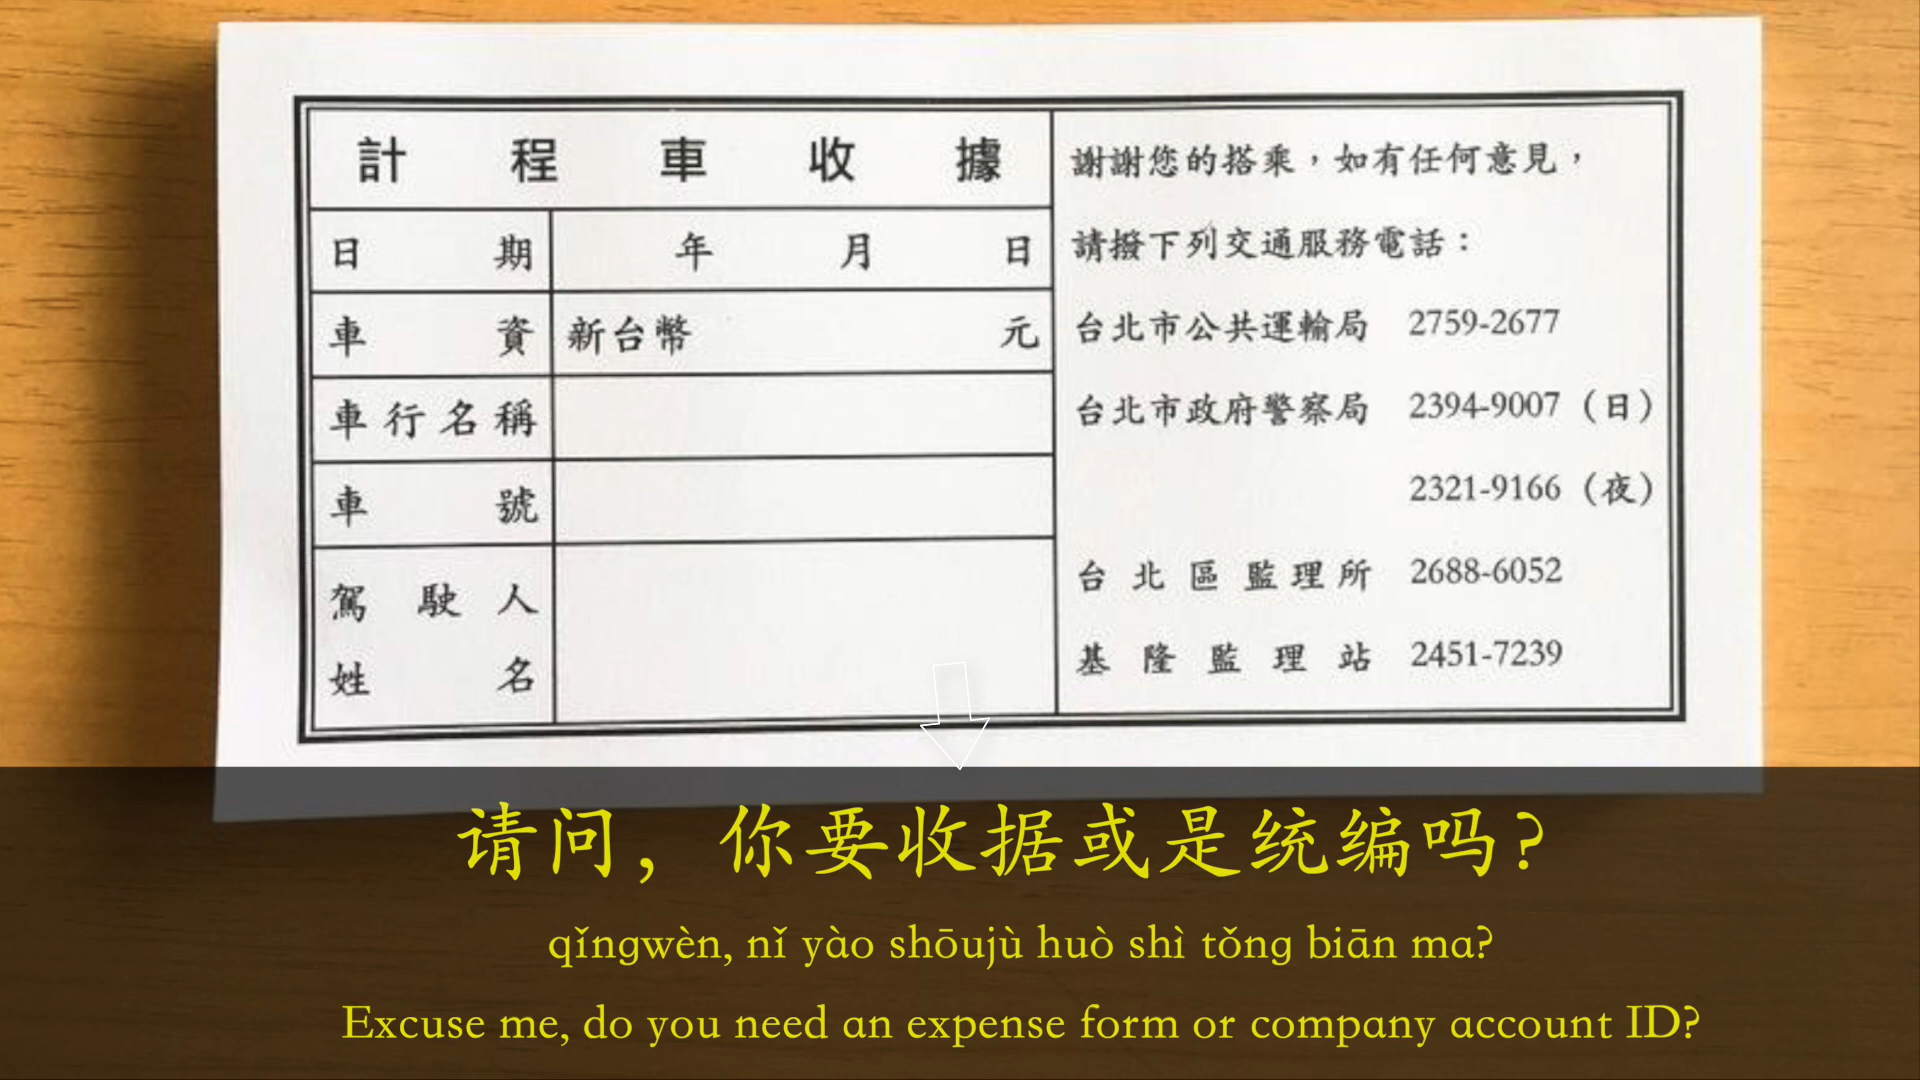 計程車收據
日期 年 月 日
車資 新台幣 元
車行名稱
車號
駕駛人
姓名
謝謝您的搭乘，如有任何意見，
請撥下列交通服務電話：
台北市公共運輸局 2759-2677
台北市政府警察局 2394-9007（日）
2321-9166（夜）
台北區監理所 2688-6052
基隆監理站 2451-7239
请问，你要收据或是统编吗？
qǐngwèn, nǐ yào shōujù huò shì tǒng biān ma?
Excuse me, do you need an expense form or company account ID?